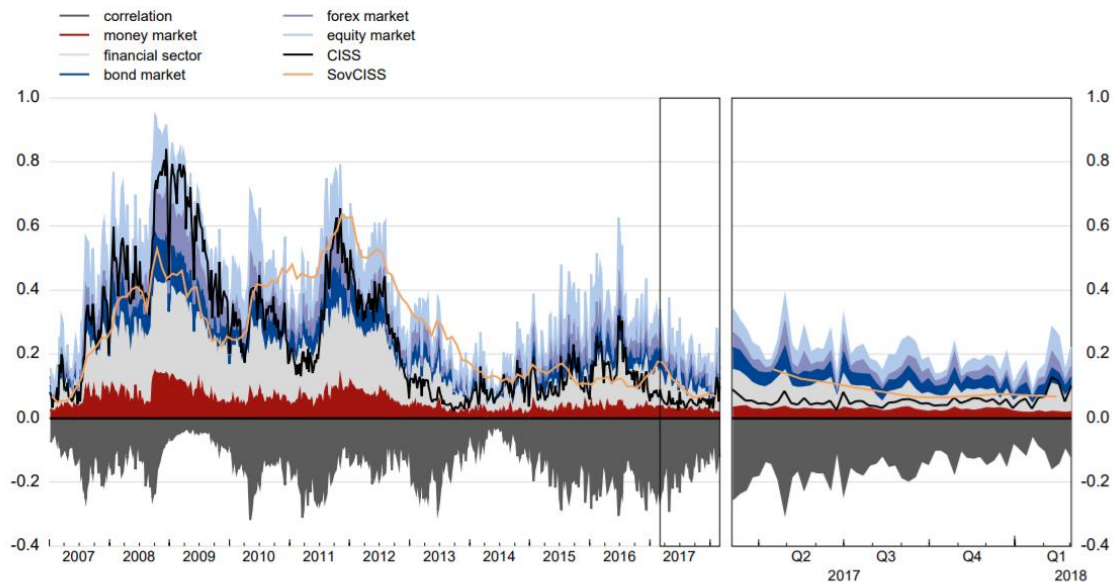 correlation forex market
money market equity market
financial sector CISS
bond market SovCISS
1.0 1.0
0.8 0.8
0.6 0.6
0.4 0.4
0.2 0.2
0.0 0.0
-0.2 -0.2
-0.4 -0.4
2007 2008 2009 2010 2011 2012 2013 2014 2015 2016 2017 Q2 Q3 Q4 Q1
2017 2018